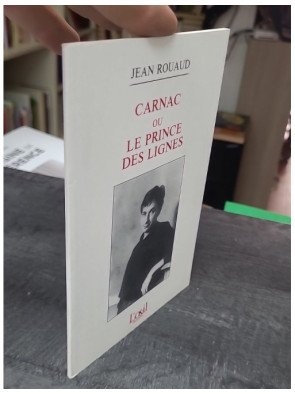 JEAN ROUAUD
CARNAC
OU
LE PRINCE
DES LIGNES